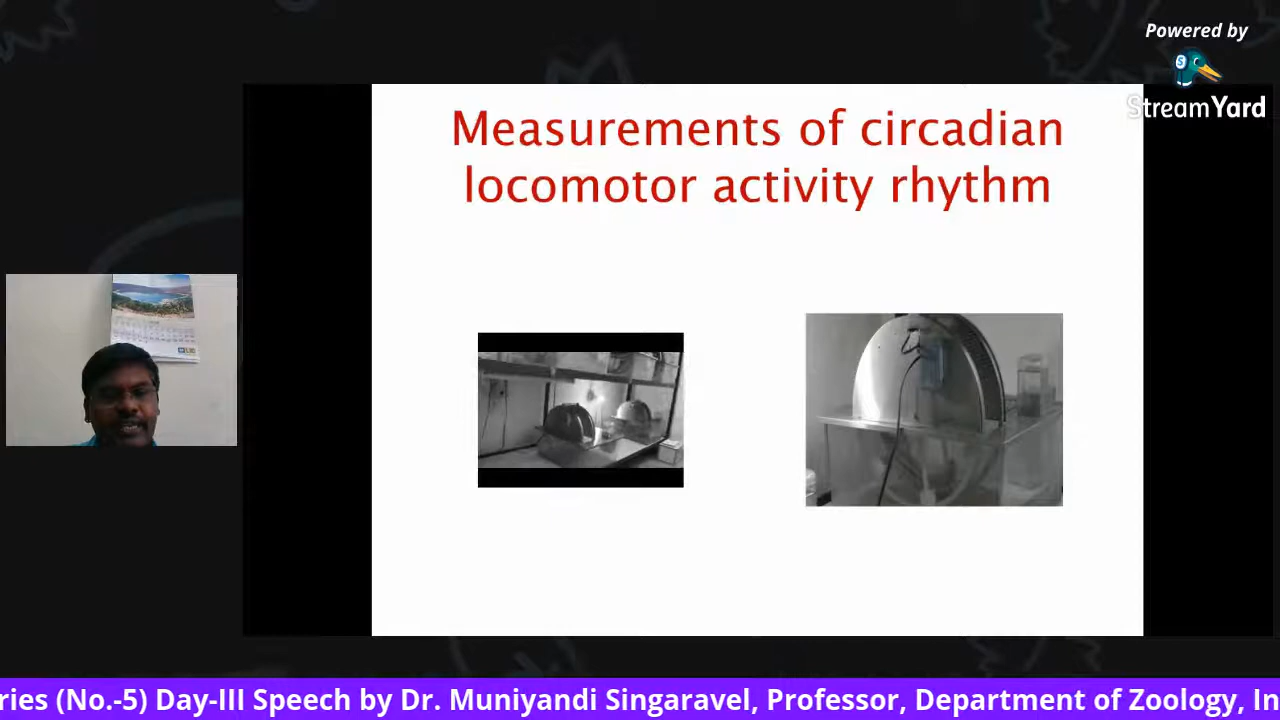 Powered by
StreamYard
Measurements of circadian
locomotor activity rhythm
ries (No.-5) Day-III Speech by Dr. Muniyandi Singaravel, Professor, Department of Zoology, In